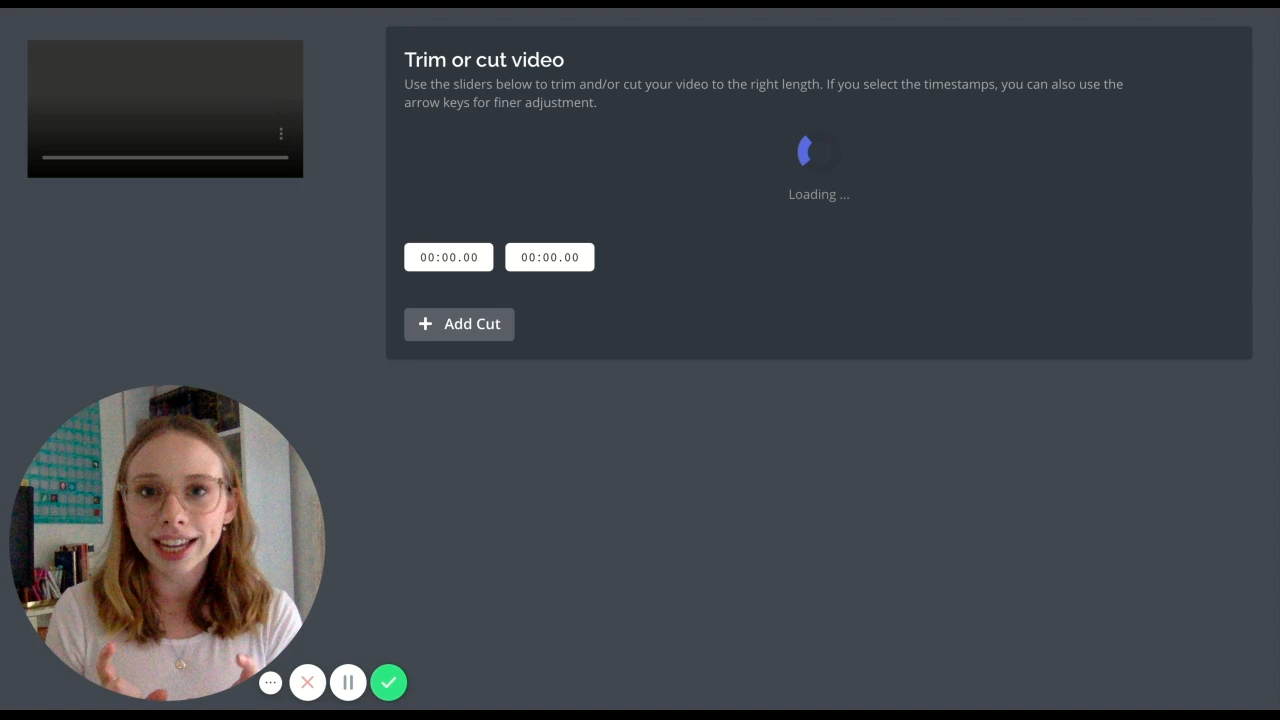 Trim or cut video
Use the sliders below to trim and/or cut your video to the right length. If you select the timestamps, you can also use the
arrow keys for finer adjustment.
Loading ...
00:00.00 00:00.00
+ Add Cut